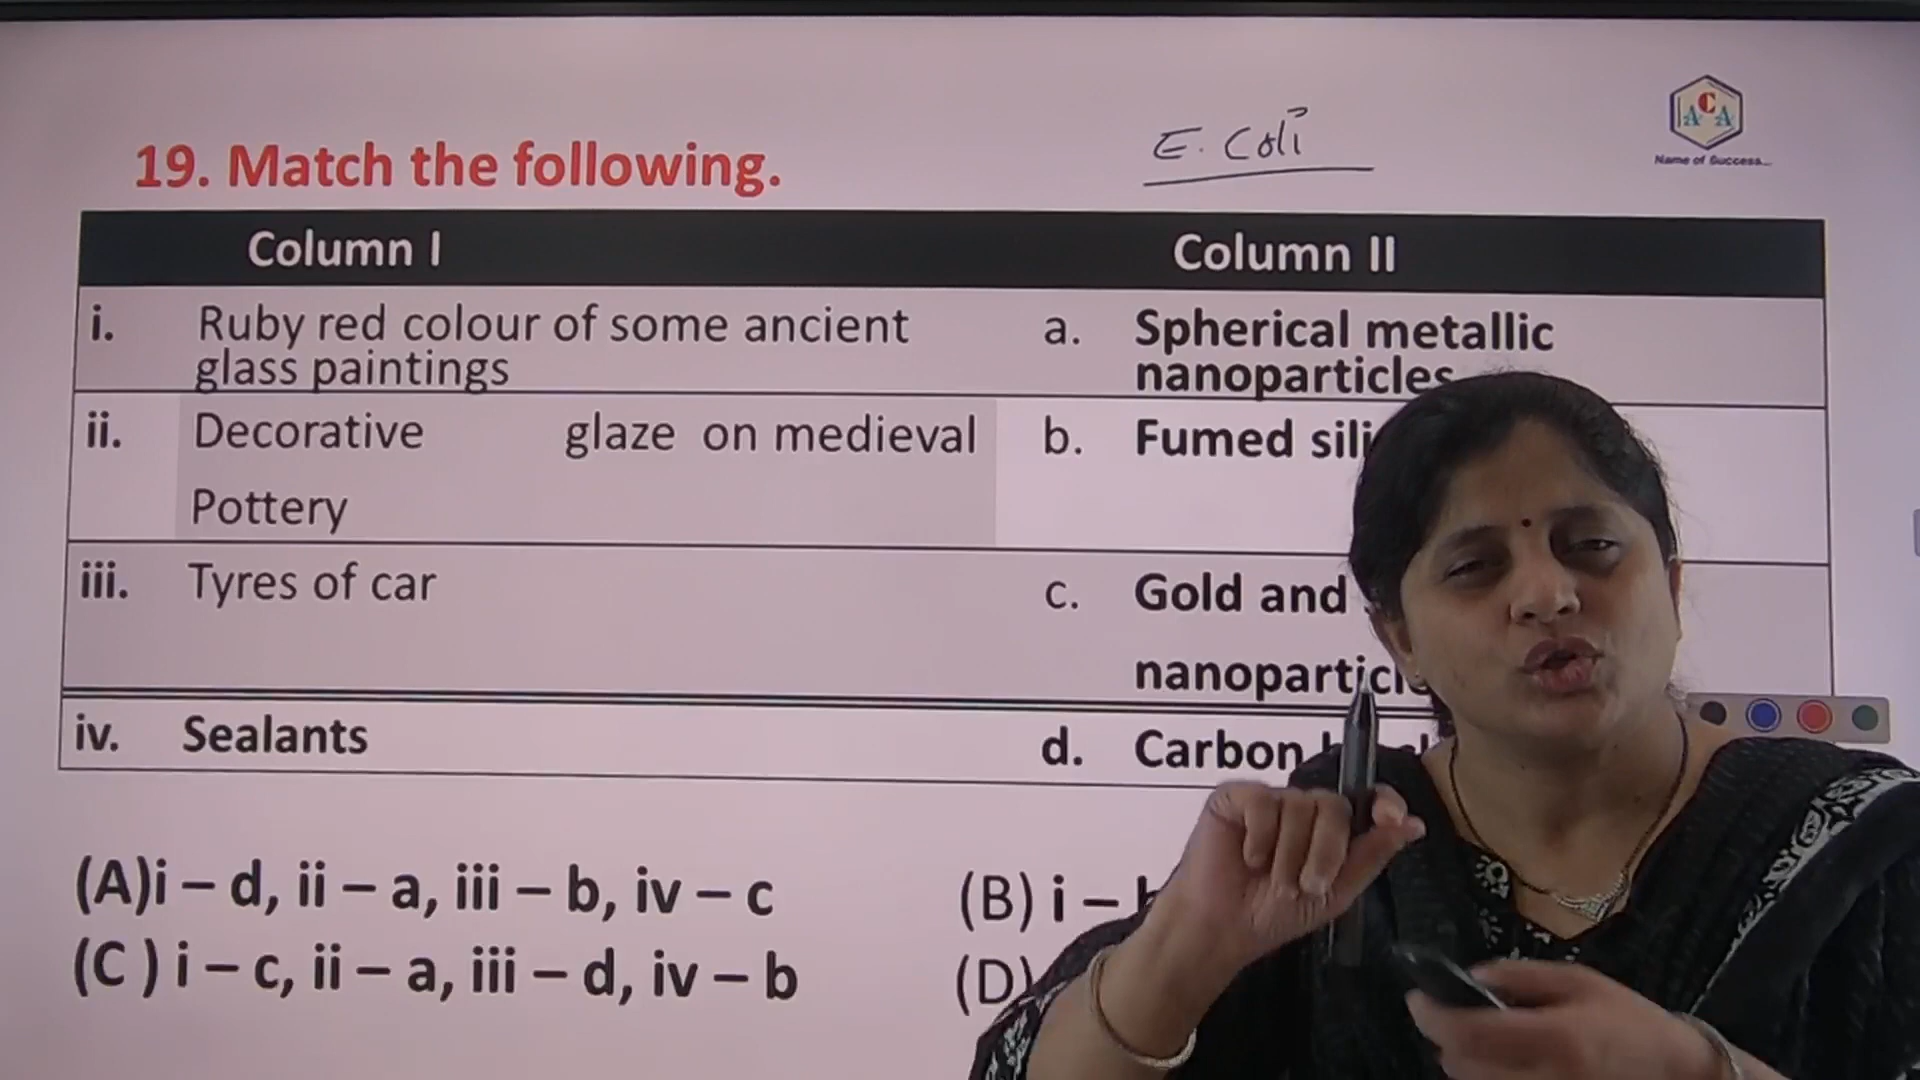 E. Coli
ACA
Name of Success...
19. Match the following.
Column I Column II
i. Ruby red colour of some ancient a. Spherical metallic
glass paintings nanoparticles
ii. Decorative glaze on medieval b. Fumed
Pottery
iii. Tyres of car c. Gold and
iv. Sealants d. Carbon
(A)i – d, ii – a, iii – b, iv – c (B) i –
(C ) i – c, ii – a, iii – d, iv – b (D)